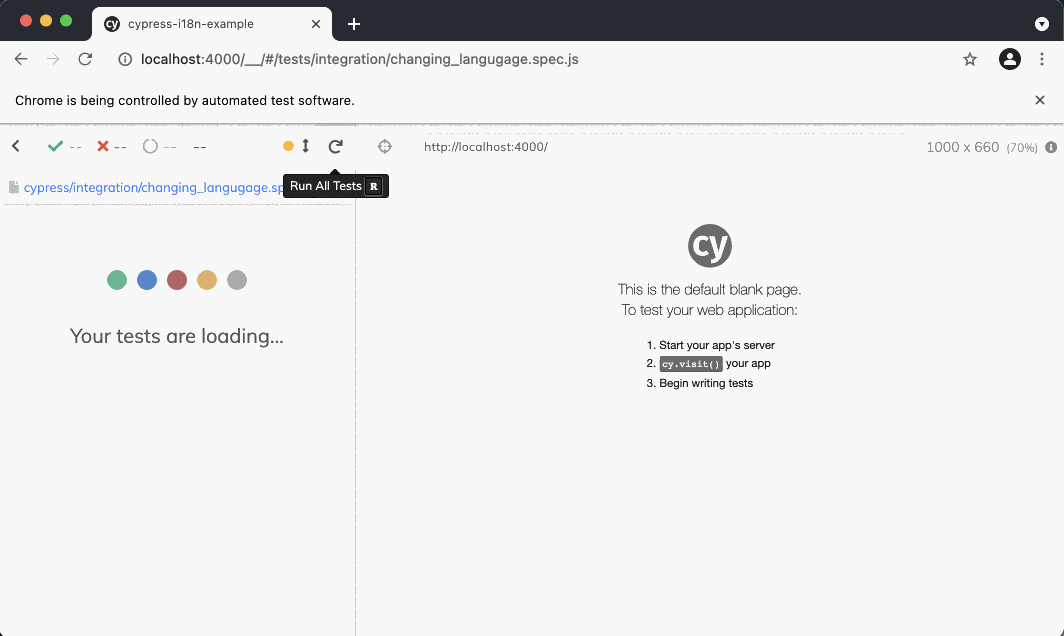 cy cypress-i18n-example
localhost:4000/__/#/tests/integration/changing_langugage.spec.js
Chrome is being controlled by automated test software.
-- -- -- --
http://localhost:4000/
1000 x 660 (70%)
cypress/integration/changing_langugage.sp
Run All Tests R
cy
This is the default blank page.
To test your web application:
Your tests are loading...
1. Start your app's server
2. cy.visit() your app
3. Begin writing tests